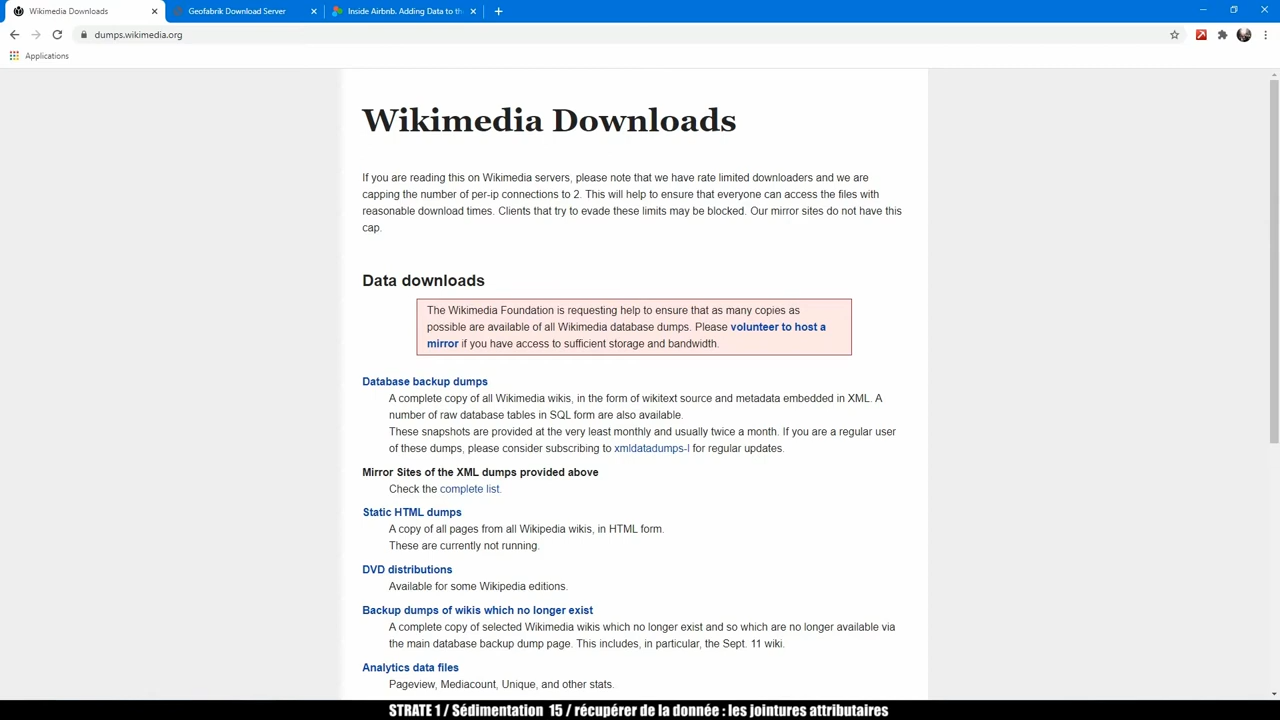 Wikimedia Downloads
Geofabrik Download Server
Inside Airbnb. Adding Data to th
dumps.wikimedia.org
Applications
Wikimedia Downloads
If you are reading this on Wikimedia servers, please note that we have rate limited downloaders and we are
capping the number of per-ip connections to 2. This will help to ensure that everyone can access the files with
reasonable download times. Clients that try to evade these limits may be blocked. Our mirror sites do not have this
cap.
Data downloads
The Wikimedia Foundation is requesting help to ensure that as many copies as
possible are available of all Wikimedia database dumps. Please volunteer to host a
mirror if you have access to sufficient storage and bandwidth.
Database backup dumps
A complete copy of all Wikimedia wikis, in the form of wikitext source and metadata embedded in XML. A
number of raw database tables in SQL form are also available.
These snapshots are provided at the very least monthly and usually twice a month. If you are a regular user
of these dumps, please consider subscribing to xmldatadumps-l for regular updates.
Mirror Sites of the XML dumps provided above
Check the complete list.
Static HTML dumps
A copy of all pages from all Wikipedia wikis, in HTML form.
These are currently not running.
DVD distributions
Available for some Wikipedia editions.
Backup dumps of wikis which no longer exist
A complete copy of selected Wikimedia wikis which no longer exist and so which are no longer available via
the main database backup dump page. This includes, in particular, the Sept. 11 wiki.
Analytics data files
Pageview, Mediacount, Unique, and other stats.
STRATE 1 / Sédimentation 15 / récupérer de la donnée : les jointures attributaires